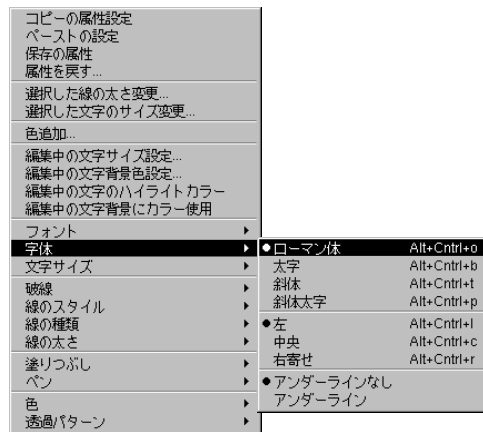 コピーの属性設定
ペーストの設定
保存の属性
属性を戻す...
選択した線の太さ変更...
選択した文字のサイズ変更...
色追加...
編集中の文字サイズ設定...
編集中の文字背景色設定...
編集中の文字のハイライトカラー
編集中の文字背景にカラー使用
フォント
字体
文字サイズ
破線
線のスタイル
線の種類
線の太さ
塗りつぶし
ペン
色
透過パターン
ローマン体 Alt+Cntrl+o
太字 Alt+Cntrl+b
斜体 Alt+Cntrl+t
斜体太字 Alt+Cntrl+p
左 Alt+Cntrl+l
中央 Alt+Cntrl+c
右寄せ Alt+Cntrl+r
アンダーラインなし
アンダーライン